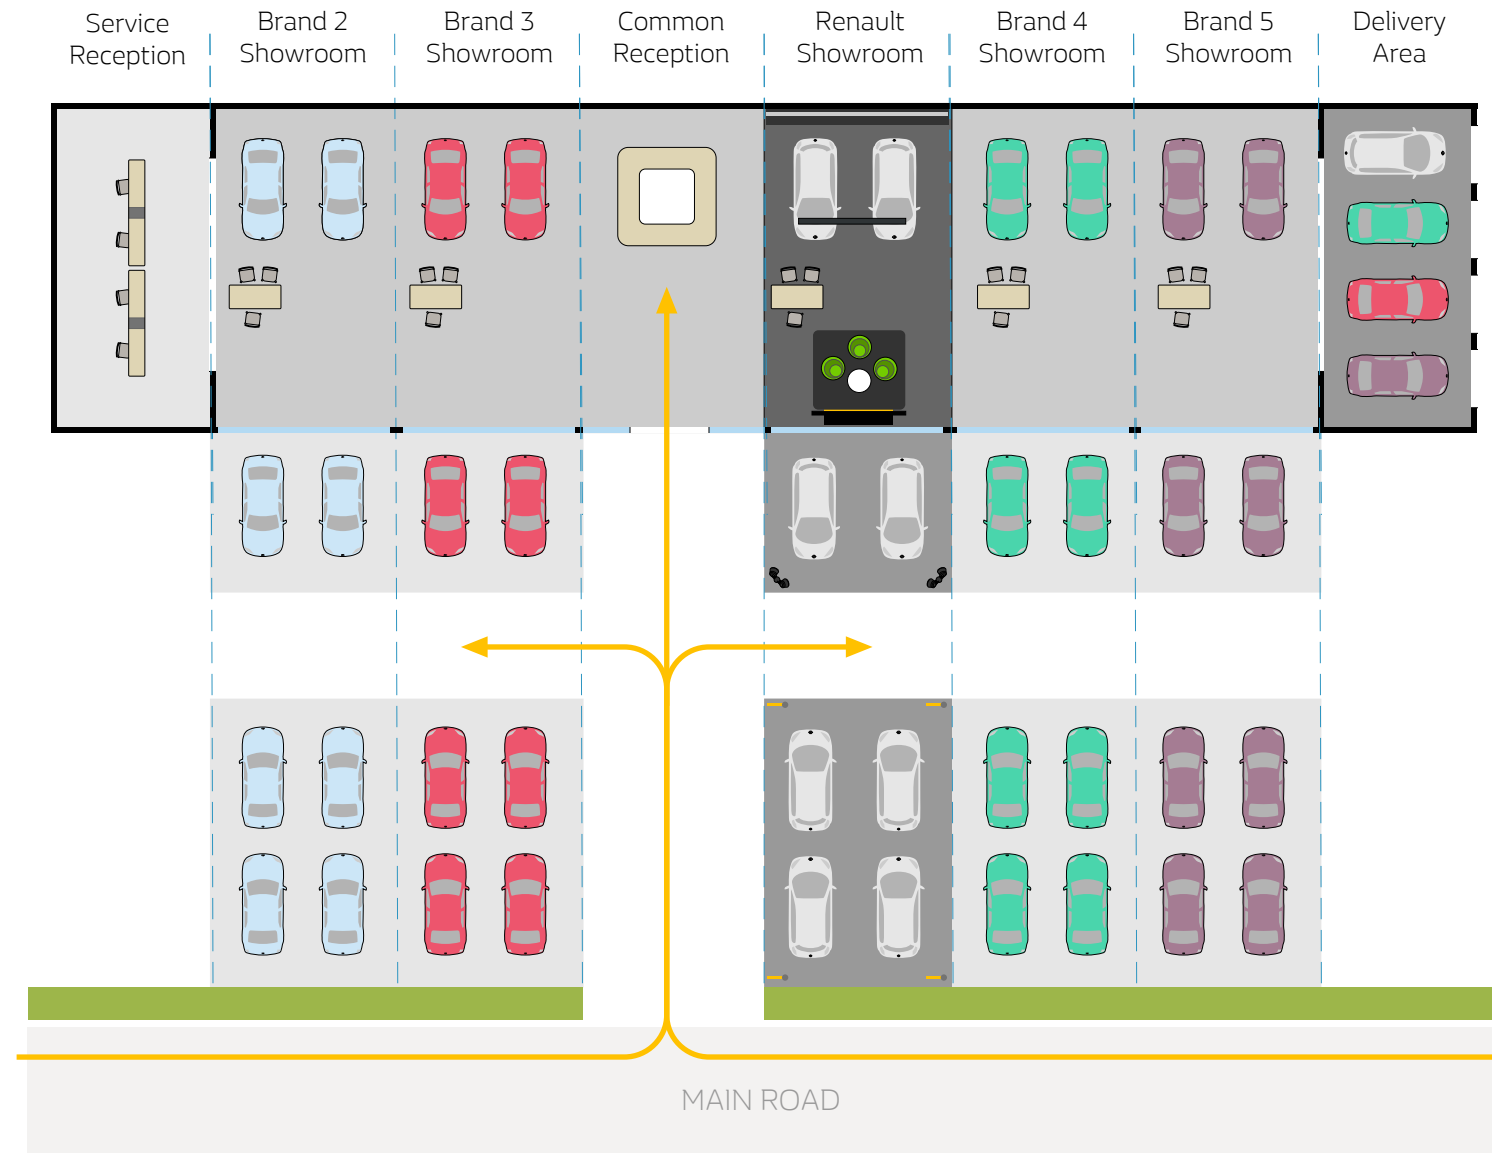 Service
Reception
Brand 2
Showroom
Brand 3
Showroom
Common
Reception
Renault
Showroom
Brand 4
Showroom
Brand 5
Showroom
Delivery
Area
MAIN ROAD